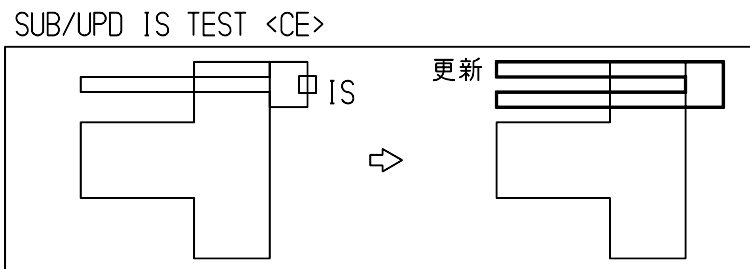 SUB/UPD IS TEST <CE>
更新
IS